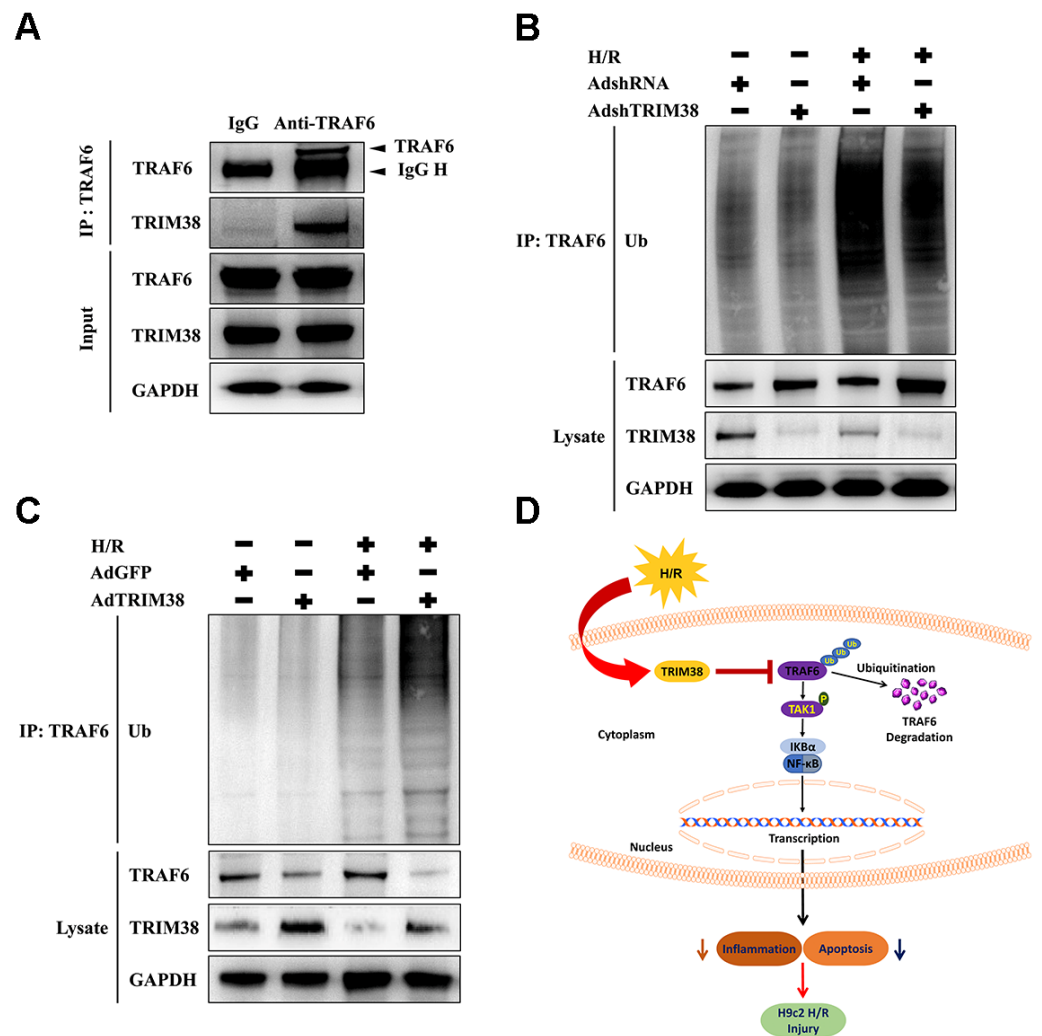 A
IgG Anti-TRAF6
IP : TRAF6
TRAF6
TRAF6
IgG H
TRIM38
Input
TRAF6
TRIM38
GAPDH
B
H/R - - + +
AdshRNA + - + -
AdshTRIM38 - + - +
IP: TRAF6 Ub
Lysate
TRAF6
TRIM38
GAPDH
C
H/R - - + +
AdGFP + - + -
AdTRIM38 - + - +
IP: TRAF6 Ub
Lysate
TRAF6
TRIM38
GAPDH
D
H/R
TRIM38
TRAF6
Ub
Ub
Ub
Ubiquitination
TRAF6
Degradation
TAK1
P
Cytoplasm
IKBα
NF-κB
Transcription
Nucleus
Inflammation
Apoptosis
H9c2 H/R
Injury